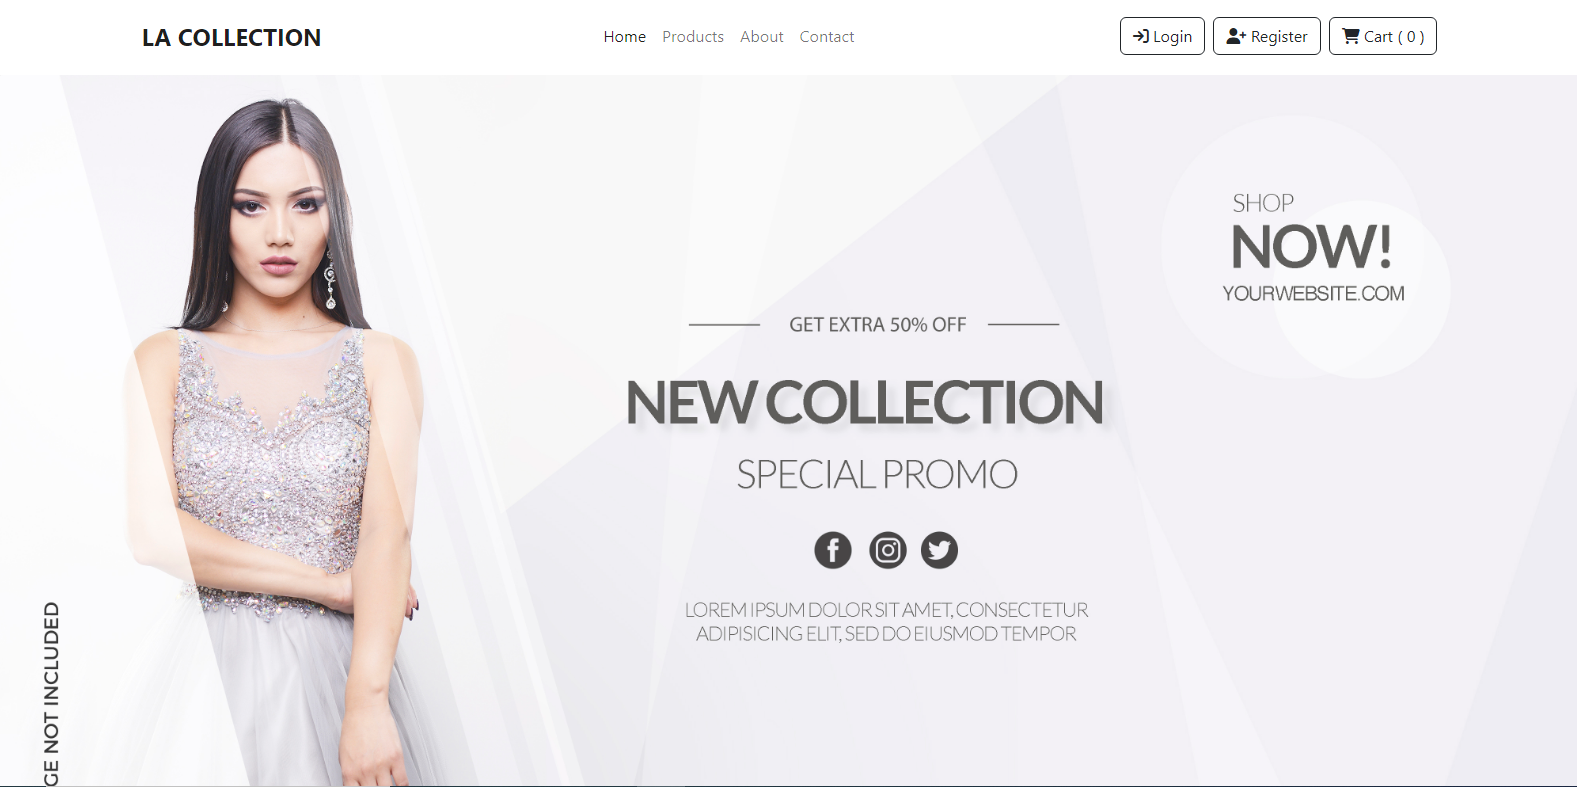 LA COLLECTION
Home Products About Contact
Login Register Cart ( 0 )
SHOP
NOW!
YOURWEBSITE.COM
GET EXTRA 50% OFF
NEW COLLECTION
SPECIAL PROMO
LOREM IPSUM DOLOR SIT AMET, CONSECTETUR
ADIPISICING ELIT, SED DO EIUSMOD TEMPOR
GE NOT INCLUDED